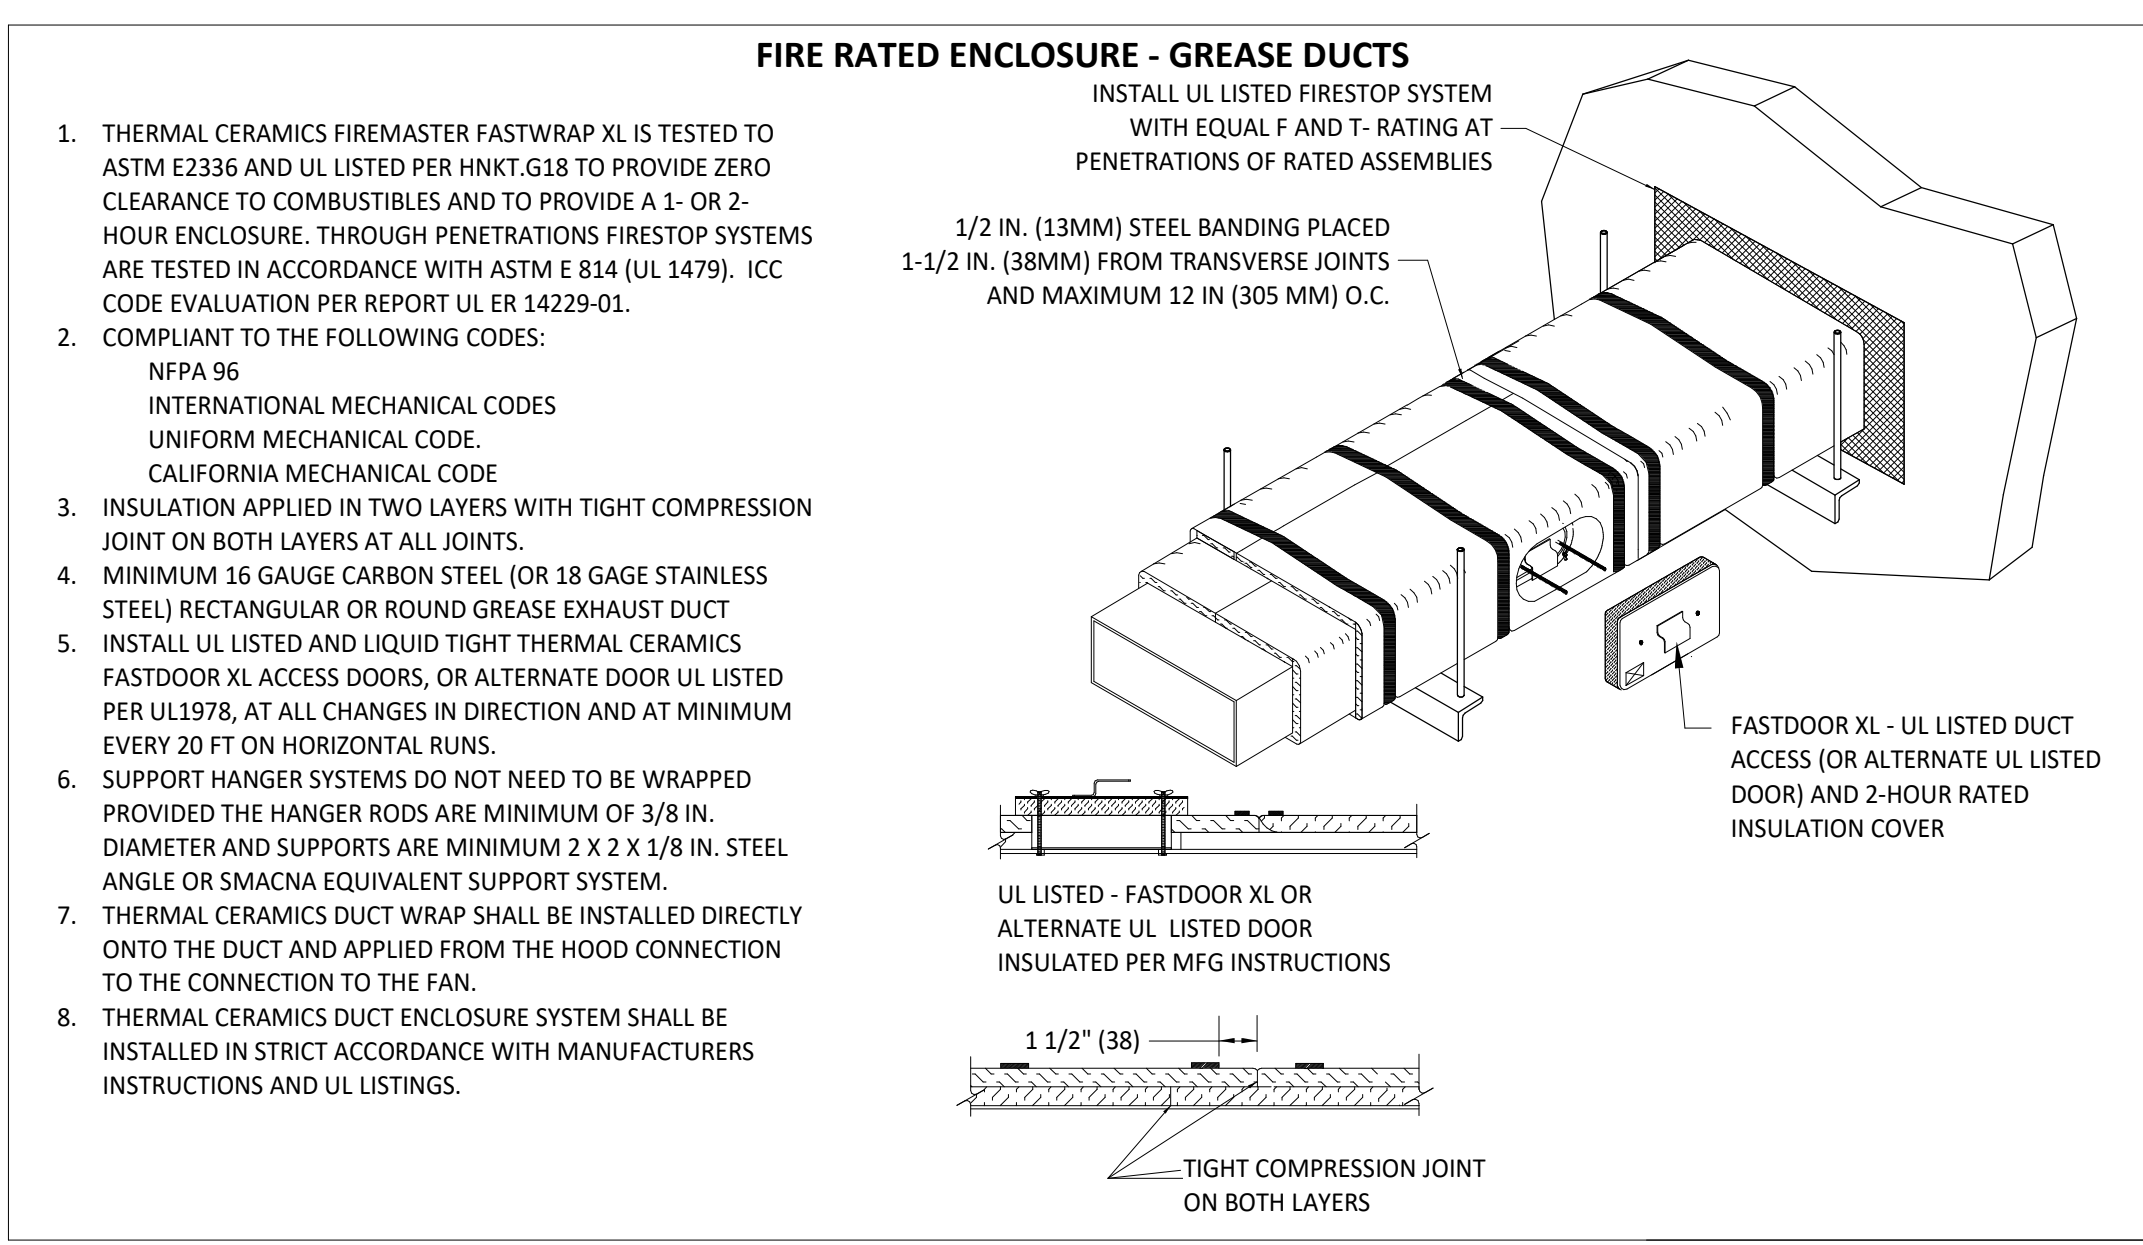 FIRE RATED ENCLOSURE - GREASE DUCTS
1. THERMAL CERAMICS FIREMASTER FASTWRAP XL IS TESTED TO
ASTM E2336 AND UL LISTED PER HNKT.G18 TO PROVIDE ZERO
CLEARANCE TO COMBUSTIBLES AND TO PROVIDE A 1- OR 2-
HOUR ENCLOSURE. THROUGH PENETRATIONS FIRESTOP SYSTEMS
ARE TESTED IN ACCORDANCE WITH ASTM E 814 (UL 1479). ICC
CODE EVALUATION PER REPORT UL ER 14229-01.
2. COMPLIANT TO THE FOLLOWING CODES:
NFPA 96
INTERNATIONAL MECHANICAL CODES
UNIFORM MECHANICAL CODE.
CALIFORNIA MECHANICAL CODE
3. INSULATION APPLIED IN TWO LAYERS WITH TIGHT COMPRESSION
JOINT ON BOTH LAYERS AT ALL JOINTS.
4. MINIMUM 16 GAUGE CARBON STEEL (OR 18 GAGE STAINLESS
STEEL) RECTANGULAR OR ROUND GREASE EXHAUST DUCT
5. INSTALL UL LISTED AND LIQUID TIGHT THERMAL CERAMICS
FASTDOOR XL ACCESS DOORS, OR ALTERNATE DOOR UL LISTED
PER UL1978, AT ALL CHANGES IN DIRECTION AND AT MINIMUM
EVERY 20 FT ON HORIZONTAL RUNS.
6. SUPPORT HANGER SYSTEMS DO NOT NEED TO BE WRAPPED
PROVIDED THE HANGER RODS ARE MINIMUM OF 3/8 IN.
DIAMETER AND SUPPORTS ARE MINIMUM 2 X 2 X 1/8 IN. STEEL
ANGLE OR SMACNA EQUIVALENT SUPPORT SYSTEM.
7. THERMAL CERAMICS DUCT WRAP SHALL BE INSTALLED DIRECTLY
ONTO THE DUCT AND APPLIED FROM THE HOOD CONNECTION
TO THE CONNECTION TO THE FAN.
8. THERMAL CERAMICS DUCT ENCLOSURE SYSTEM SHALL BE
INSTALLED IN STRICT ACCORDANCE WITH MANUFACTURERS
INSTRUCTIONS AND UL LISTINGS.
INSTALL UL LISTED FIRESTOP SYSTEM
WITH EQUAL F AND T- RATING AT
PENETRATIONS OF RATED ASSEMBLIES
1/2 IN. (13MM) STEEL BANDING PLACED
1-1/2 IN. (38MM) FROM TRANSVERSE JOINTS
AND MAXIMUM 12 IN (305 MM) O.C.
FASTDOOR XL - UL LISTED DUCT
ACCESS (OR ALTERNATE UL LISTED
DOOR) AND 2-HOUR RATED
INSULATION COVER
UL LISTED - FASTDOOR XL OR
ALTERNATE UL LISTED DOOR
INSULATED PER MFG INSTRUCTIONS
1 1/2" (38)
TIGHT COMPRESSION JOINT
ON BOTH LAYERS